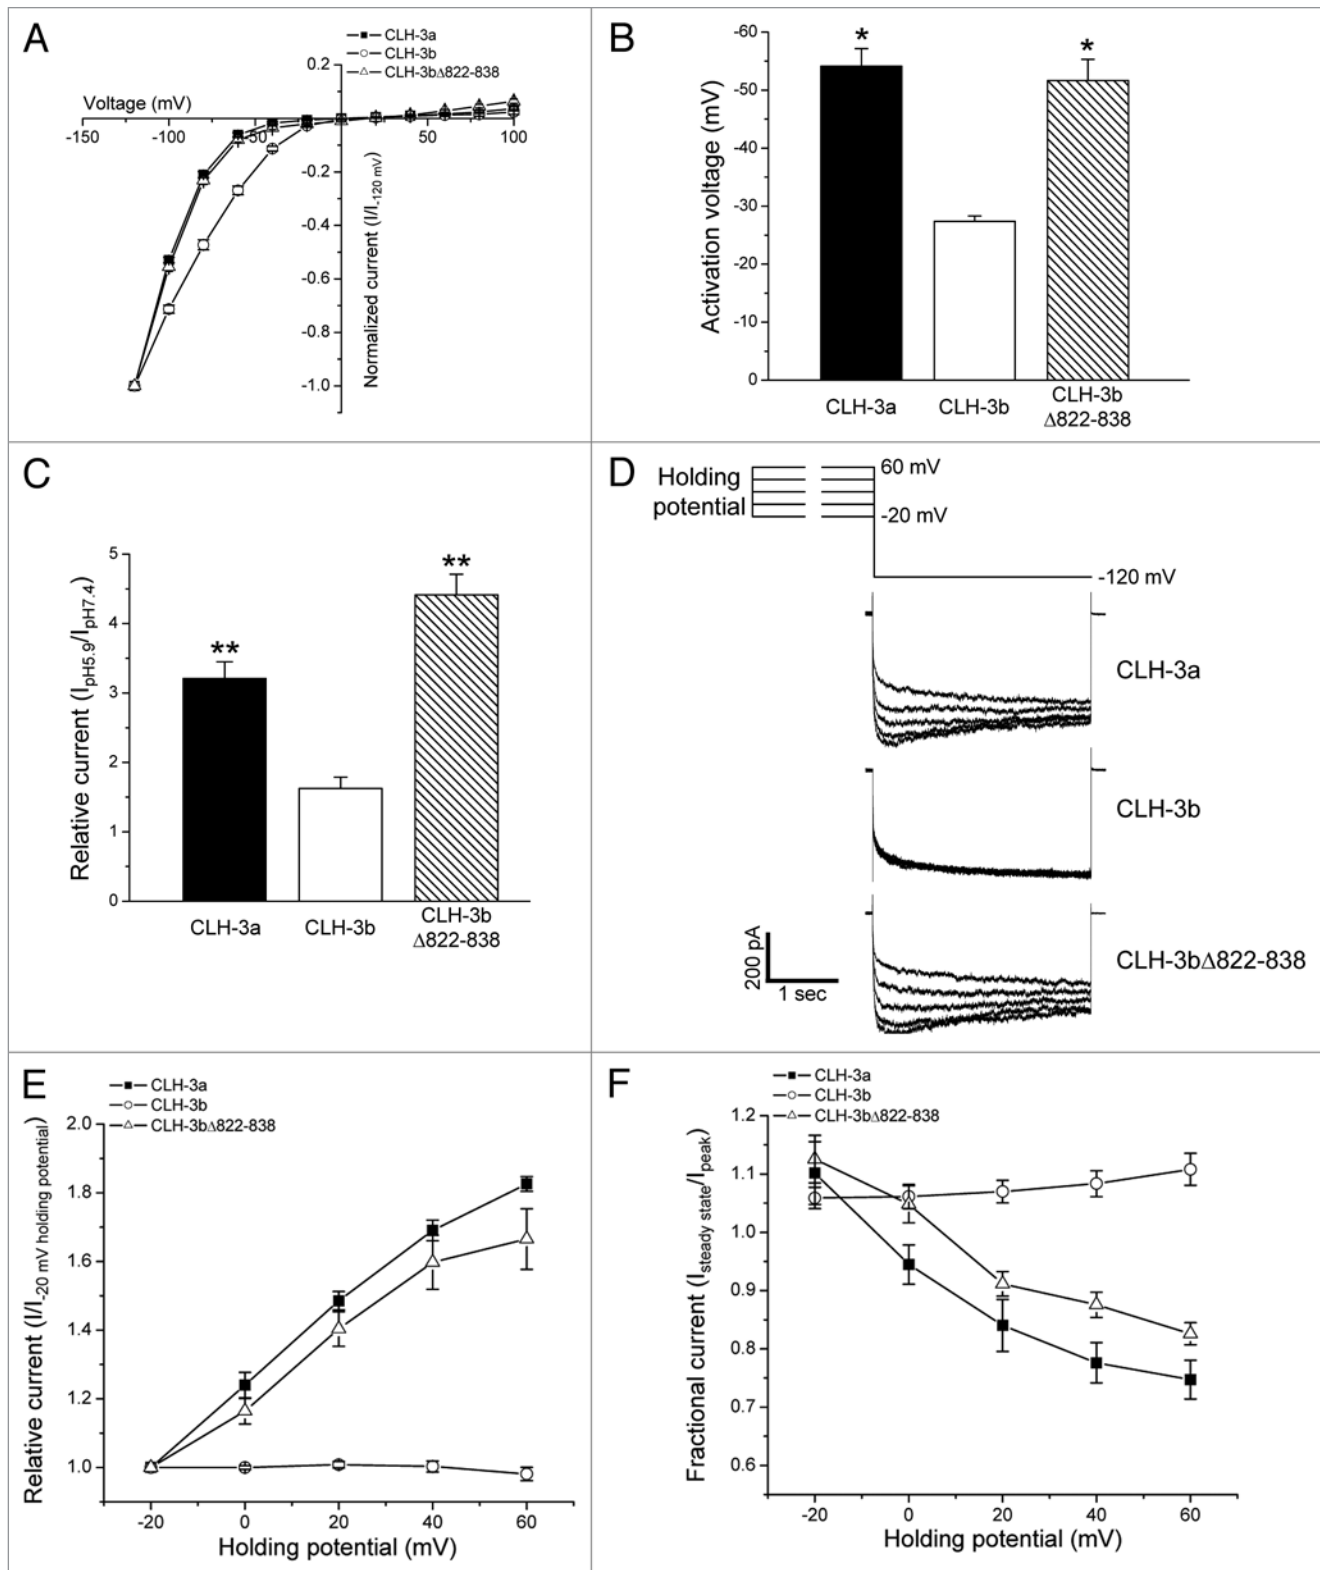 A
CLH-3a
CLH-3b
CLH-3bΔ822-838
Voltage (mV)
0.2
-150
-100
-50
50
100
-0.2
-0.4
-0.6
-0.8
-1.0
Normalized current (I/I-120 mV)
B
Activation voltage (mV)
-60
-50
-40
-30
-20
-10
0
*
*
CLH-3a
CLH-3b
CLH-3b
Δ822-838
C
Relative current (IpH5.9/IpH7.4)
5
4
3
2
1
0
**
**
CLH-3a
CLH-3b
CLH-3b
Δ822-838
D
Holding
potential
60 mV
-20 mV
-120 mV
CLH-3a
CLH-3b
CLH-3bΔ822-838
200 pA
1 sec
E
CLH-3a
CLH-3b
CLH-3bΔ822-838
Relative current (I/I-20 mV holding potential)
2.0
1.8
1.6
1.4
1.2
1.0
-20
0
20
40
60
Holding potential (mV)
F
CLH-3a
CLH-3b
CLH-3bΔ822-838
Fractional current (Isteady state/Ipeak)
1.2
1.1
1.0
0.9
0.8
0.7
0.6
-20
0
20
40
60
Holding potential (mV)